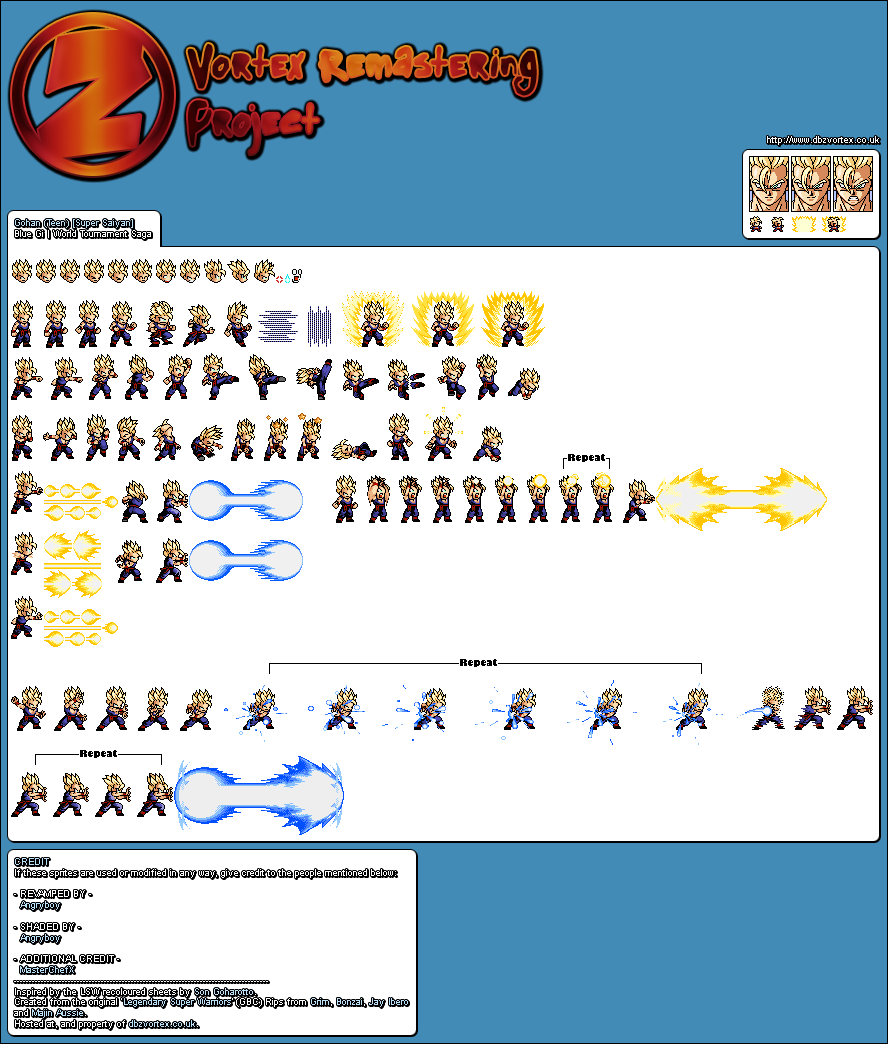 Vortex Remastering
Project
http://www.dbzvortex.co.uk
Gohan (Teen) [Super Saiyan]
Blue Gi | World Tournament Saga
Repeat
Repeat
Repeat
CREDIT
If these sprites are used or modified in any way, give credit to the people mentioned below:
- REVAMPED BY -
Angryboy
- SHADED BY -
Angryboy
- ADDITIONAL CREDIT -
MasterChefX
Inspired by the LSW recoloured sheets by Son Goharotto.
Created from the original 'Legendary Super Warriors' (GBC) Rips from Grim, Bonzai, Jay Ibero
and Majin Aussie.
Hosted at, and property of dbzvortex.co.uk.